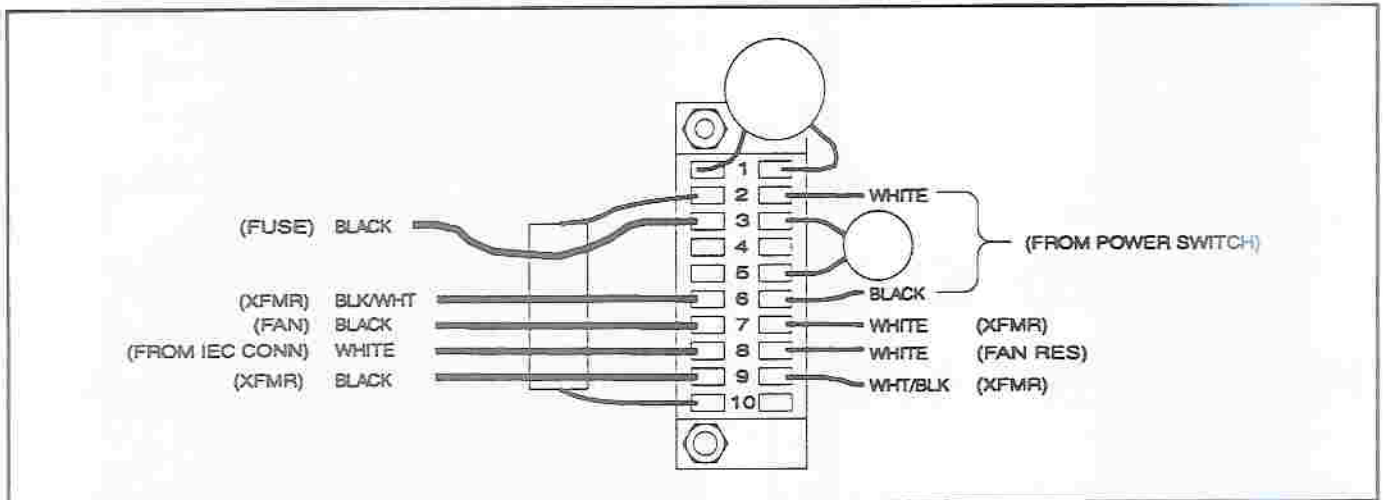 1
2 WHITE
(FUSE) BLACK 3
4 (FROM POWER SWITCH)
5
BLACK
(XFMR) BLK/WHT 6
(FAN) BLACK 7 WHITE (XFMR)
(FROM IEC CONN) WHITE 8 WHITE (FAN RES)
(XFMR) BLACK 9 WHT/BLK (XFMR)
10